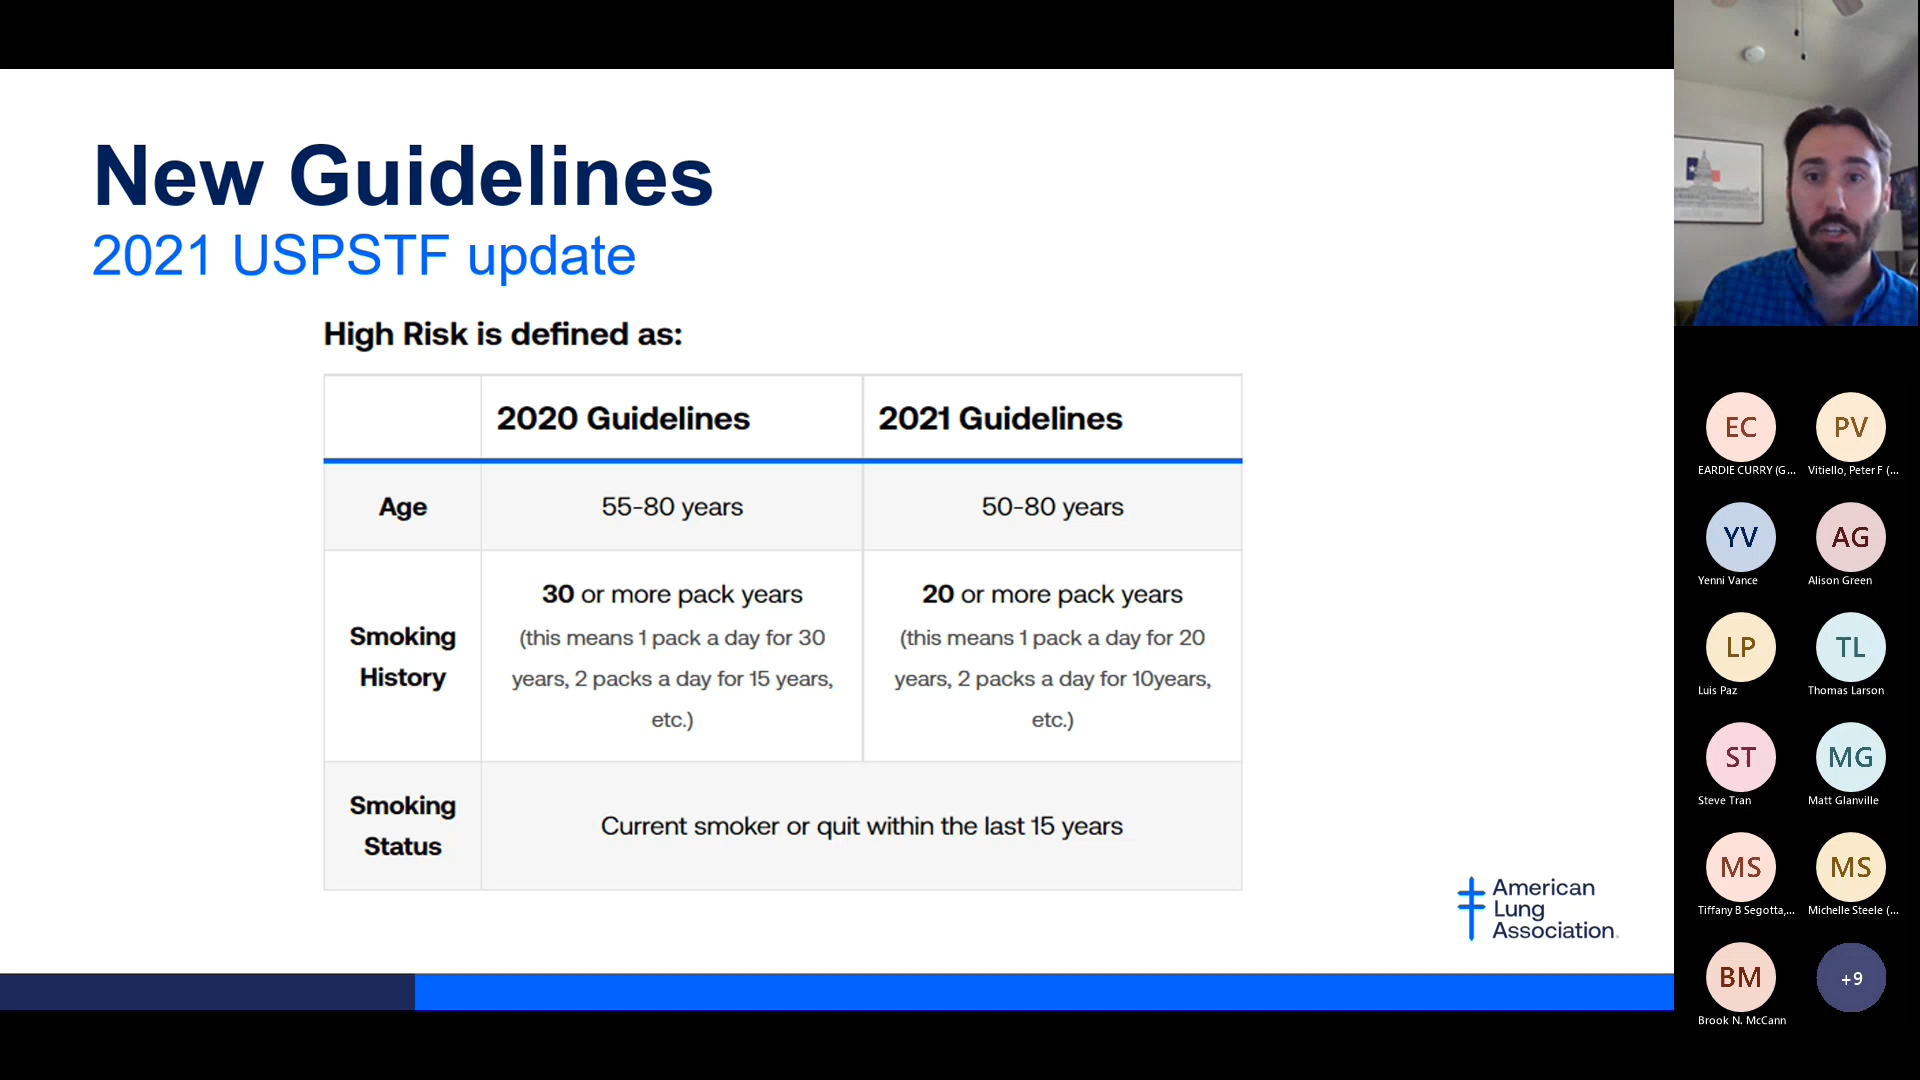 New Guidelines
2021 USPSTF update
High Risk is defined as:
2020 Guidelines
2021 Guidelines
Age
55-80 years
50-80 years
Smoking
History
30 or more pack years
(this means 1 pack a day for 30
years, 2 packs a day for 15 years,
etc.)
20 or more pack years
(this means 1 pack a day for 20
years, 2 packs a day for 10years,
etc.)
Smoking
Status
Current smoker or quit within the last 15 years
American
Lung
Association.
EC
EARDIE CURRY (G...
PV
Vitiello, Peter F (...
YV
Yenni Vance
AG
Alison Green
LP
Luis Paz
TL
Thomas Larson
ST
Steve Tran
MG
Matt Glanville
MS
Tiffany B Segotta,...
MS
Michelle Steele (...
BM
Brook N. McCann
+9